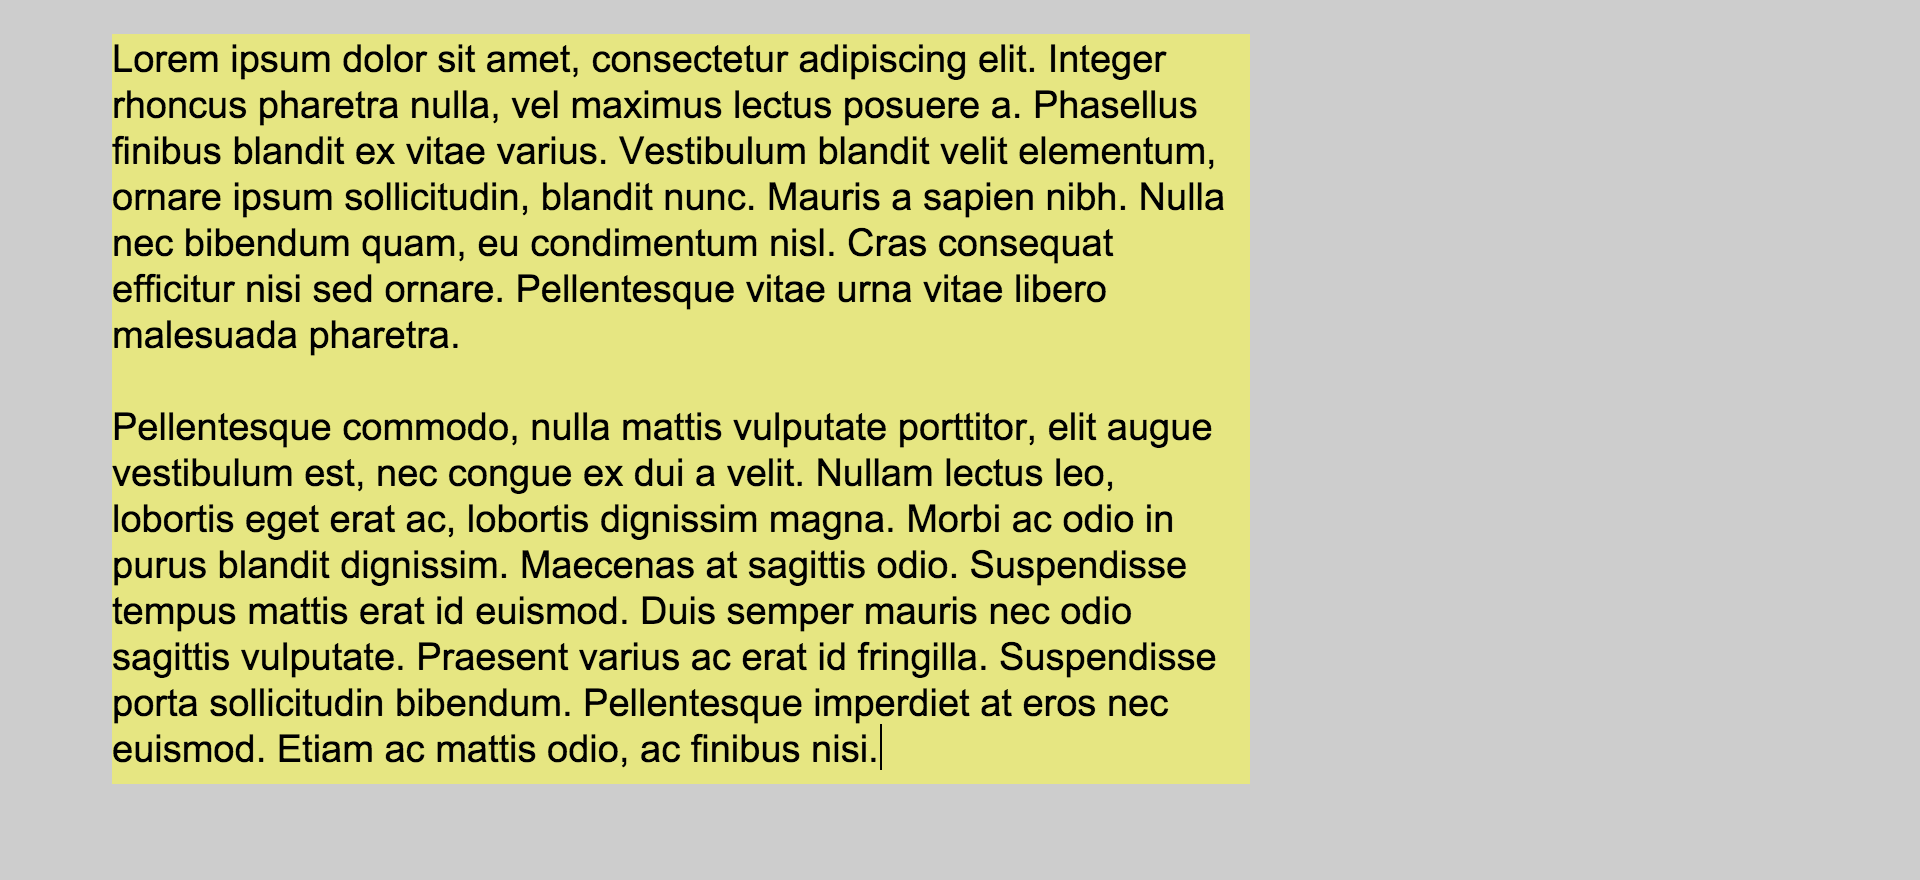 Lorem ipsum dolor sit amet, consectetur adipiscing elit. Integer
rhoncus pharetra nulla, vel maximus lectus posuere a. Phasellus
finibus blandit ex vitae varius. Vestibulum blandit velit elementum,
ornare ipsum sollicitudin, blandit nunc. Mauris a sapien nibh. Nulla
nec bibendum quam, eu condimentum nisl. Cras consequat
efficitur nisi sed ornare. Pellentesque vitae urna vitae libero
malesuada pharetra.

Pellentesque commodo, nulla mattis vulputate porttitor, elit augue
vestibulum est, nec congue ex dui a velit. Nullam lectus leo,
lobortis eget erat ac, lobortis dignissim magna. Morbi ac odio in
purus blandit dignissim. Maecenas at sagittis odio. Suspendisse
tempus mattis erat id euismod. Duis semper mauris nec odio
sagittis vulputate. Praesent varius ac erat id fringilla. Suspendisse
porta sollicitudin bibendum. Pellentesque imperdiet at eros nec
euismod. Etiam ac mattis odio, ac finibus nisi.